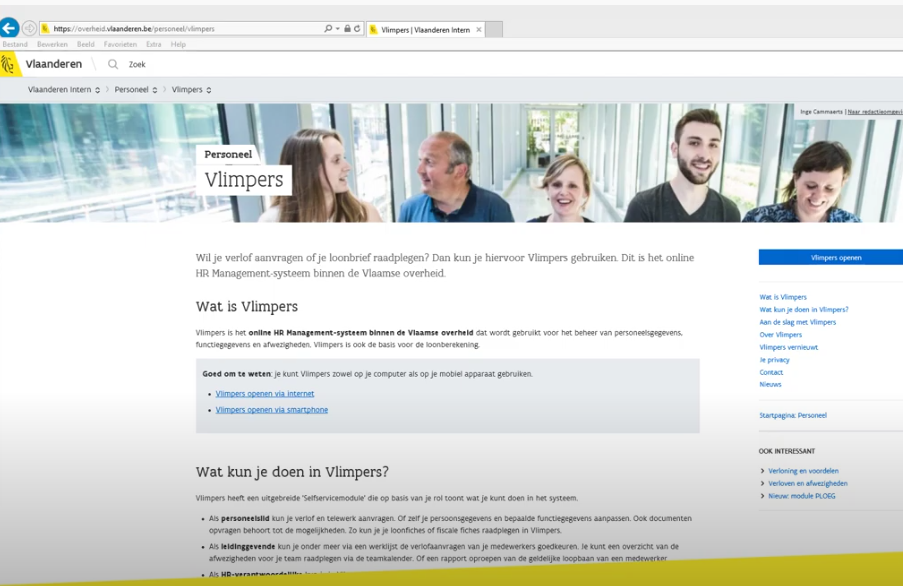 https://overheid.vlaanderen.be/personeel/vlimpers
Vlimpers | Vlaanderen Intern
Bestand Bewerken Beeld Favorieten Extra Help
Vlaanderen Zoek
Vlaanderen Intern > Personeel > Vlimpers
Inge Cammaerts |
Personeel
Vlimpers
Wil je verlof aanvragen of je loonbrief raadplegen? Dan kun je hiervoor Vlimpers gebruiken. Dit is het online
HR Management-systeem binnen de Vlaamse overheid.
Vlimpers openen
Wat is Vlimpers
Vlimpers is het online HR Management-systeem binnen de Vlaamse overheid dat wordt gebruikt voor het beheer van personeelsgegevens,
functiegegevens en afwezigheden. Vlimpers is ook de basis voor de loonberekening.
Goed om te weten: je kunt Vlimpers zowel op je computer als op je mobiel apparaat gebruiken.
• Vlimpers openen via internet
• Vlimpers openen via smartphone
Wat kun je doen in Vlimpers?
Vlimpers heeft een uitgebreide 'Selfservicemodule' die op basis van je rol toont wat je kunt doen in het systeem.
• Als personeelslid kun je verlof en telewerk aanvragen. Of zelf je persoonsgegevens en bepaalde functiegegevens aanpassen. Ook documenten
opvragen behoort tot de mogelijkheden. Zo kun je je loonfiches of fiscale fiches raadplegen in Vlimpers.
• Als leidinggevende kun je onder meer via een werklijst de verlofaanvragen van je medewerkers goedkeuren. Je kunt een overzicht van de
afwezigheden voor je team raadplegen via de teamkalender. Of een rapport oproepen van de geldelijke loopbaan van een medewerker
• Als HR-verantwoordelijke
Wat is Vlimpers
Wat kun je doen in Vlimpers?
Aan de slag met Vlimpers
Over Vlimpers
Vlimpers vernieuwt
Je privacy
Contact
Nieuws
Startpagina: Personeel
OOK INTERESSANT
> Verloning en voordelen
> Verloven en afwezigheden
> Nieuw: module PLOEG